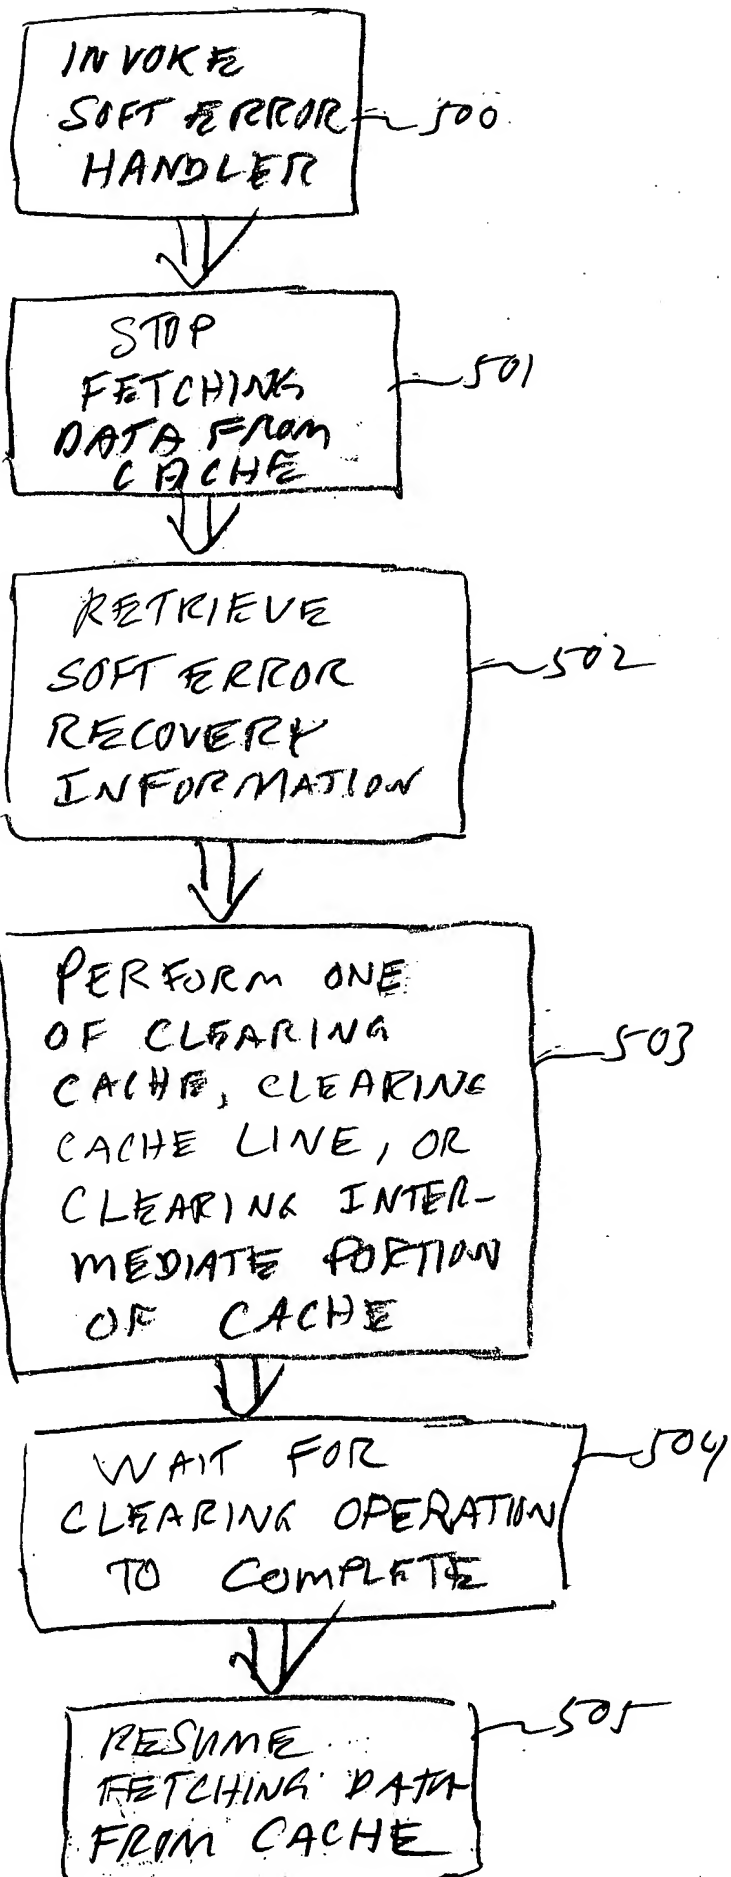 INVOKE
SOFT ERROR
HANDLER
500
STOP
FETCHING
DATA FROM
CACHE
501
RETRIEVE
SOFT ERROR
RECOVERY
INFORMATION
502
PERFORM ONE
OF CLEARING
CACHE, CLEARING
CACHE LINE, OR
CLEARING INTER-
MEDIATE PORTION
OF CACHE
503
WAIT FOR
CLEARING OPERATION
TO COMPLETE
504
RESUME
FETCHING DATA
FROM CACHE
505